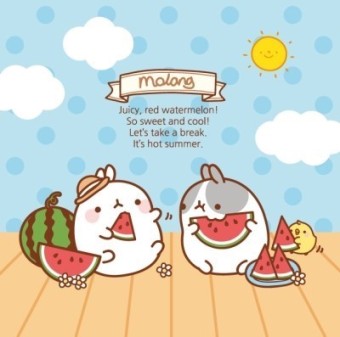 Molang
Juicy, red watermelon!
So sweet and cool!
Let's take a break.
It's hot summer.